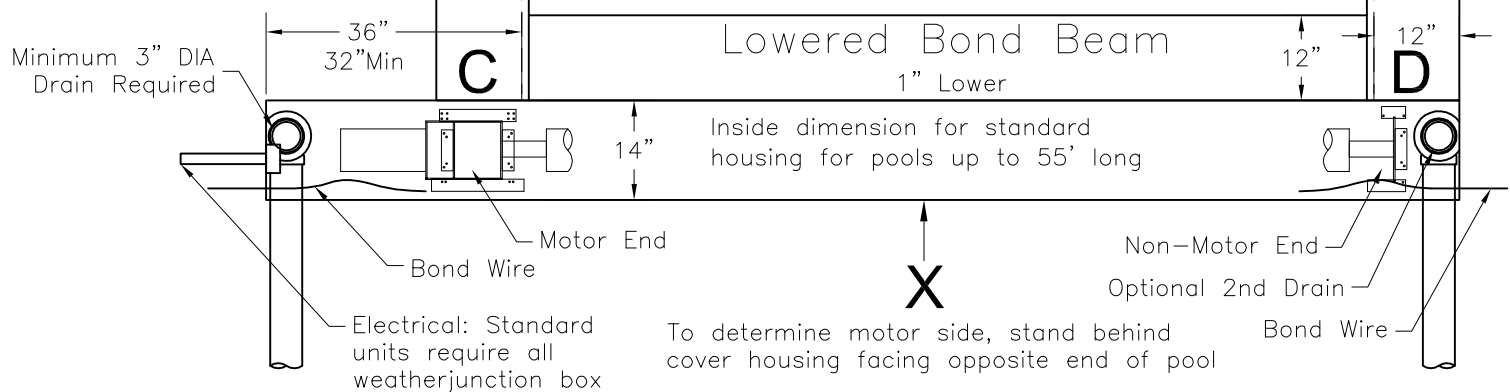 36"
32"Min
C
Lowered Bond Beam
1" Lower
12"
12"
D
Minimum 3" DIA
Drain Required
14"
Inside dimension for standard
housing for pools up to 55' long
Motor End
Bond Wire
Electrical: Standard
units require all
weatherjunction box
X
To determine motor side, stand behind
cover housing facing opposite end of pool
Non-Motor End
Optional 2nd Drain
Bond Wire